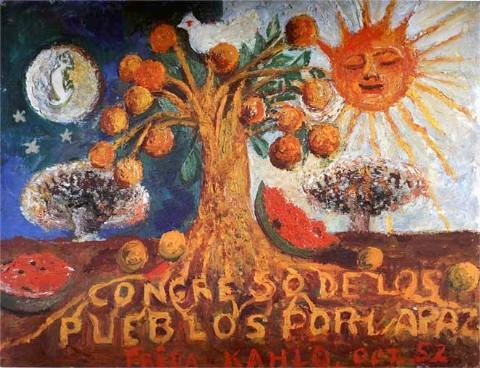 CONGRESO DE LOS
PUEBLOS POR LA PAZ
FRIDA. KAHLO. OCT. 52